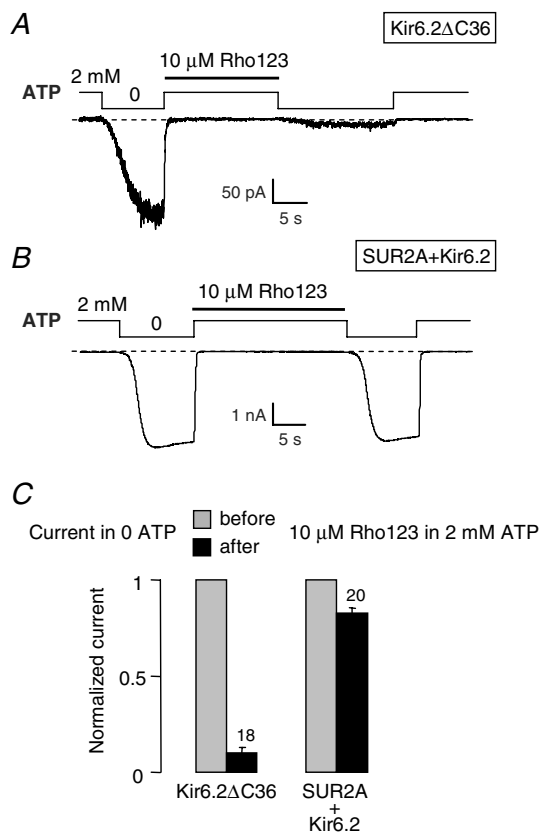 A
Kir6.2ΔC36
10 μM Rho123
2 mM
ATP
0
50 pA
5 s
B
SUR2A+Kir6.2
10 μM Rho123
2 mM
ATP
0
1 nA
5 s
C
Current in 0 ATP
before
after
10 μM Rho123 in 2 mM ATP
Normalized current
1
0.5
0
18
20
Kir6.2ΔC36
SUR2A
+
Kir6.2